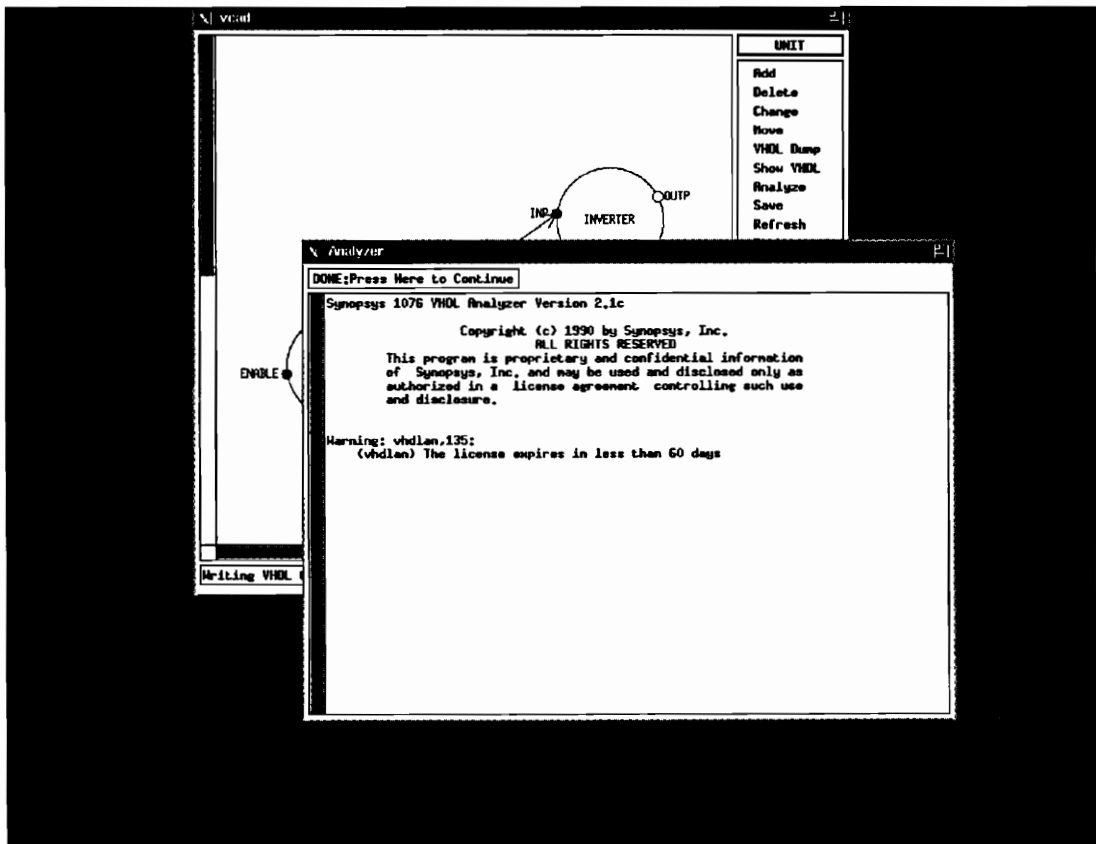 vcad
UNIT
Add
Delete
Change
Move
VHDL Dump
Show VHDL
Analyze
Save
Refresh
INP
INVERTER
OUTP
ENABLE
Writing VHDL
Analyzer
DONE:Press Here to Continue
Synopsys 1076 VHDL Analyzer Version 2.1c
Copyright (c) 1990 by Synopsys, Inc.
ALL RIGHTS RESERVED
This program is proprietary and confidential information
of Synopsys, Inc. and may be used and disclosed only as
authorized in a license agreement controlling such use
and disclosure.
Warning: vhdlan,135:
(vhdlan) The license expires in less than 60 days